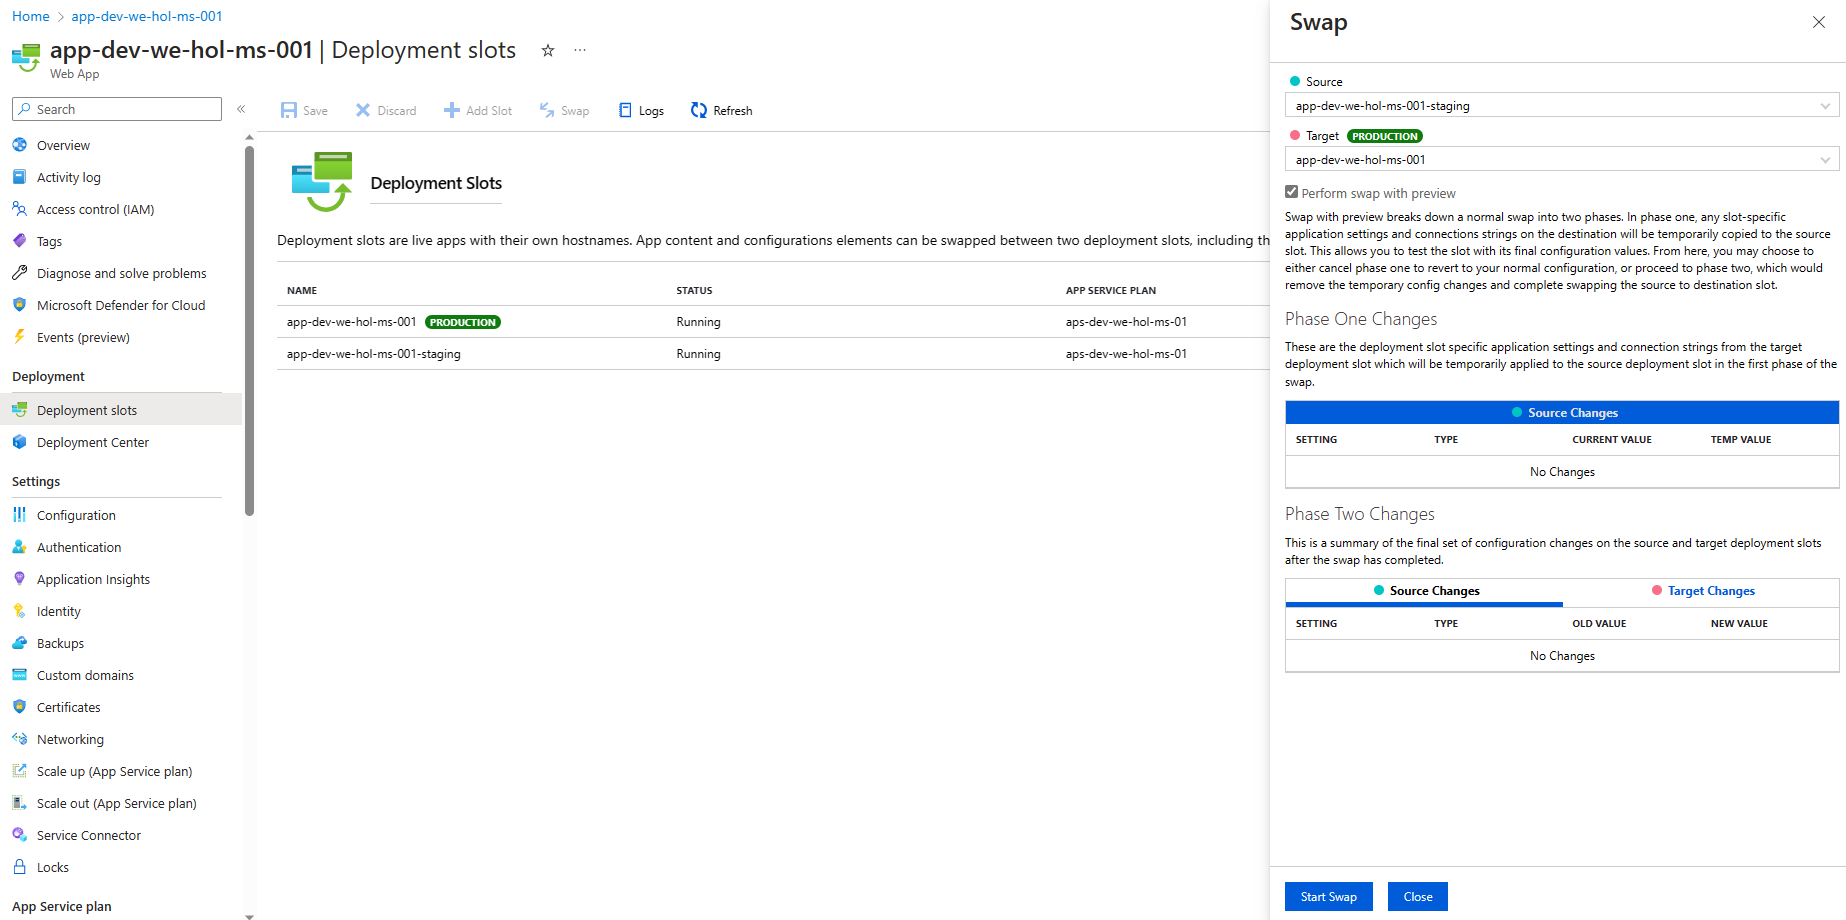 Home > app-dev-we-hol-ms-001
app-dev-we-hol-ms-001 | Deployment slots
Web App
Search
Overview
Activity log
Access control (IAM)
Tags
Diagnose and solve problems
Microsoft Defender for Cloud
Events (preview)
Deployment
Deployment slots
Deployment Center
Settings
Configuration
Authentication
Application Insights
Identity
Backups
Custom domains
Certificates
Networking
Scale up (App Service plan)
Scale out (App Service plan)
Service Connector
Locks
App Service plan
Save Discard Add Slot Swap Logs Refresh
Deployment Slots
Deployment slots are live apps with their own hostnames. App content and configurations elements can be swapped between two deployment slots, including th
NAME STATUS APP SERVICE PLAN
app-dev-we-hol-ms-001 PRODUCTION Running aps-dev-we-hol-ms-01
app-dev-we-hol-ms-001-staging Running aps-dev-we-hol-ms-01
Swap
Source
app-dev-we-hol-ms-001-staging
Target PRODUCTION
app-dev-we-hol-ms-001
Perform swap with preview
Swap with preview breaks down a normal swap into two phases. In phase one, any slot-specific
application settings and connections strings on the destination will be temporarily copied to the source
slot. This allows you to test the slot with its final configuration values. From here, you may choose to
either cancel phase one to revert to your normal configuration, or proceed to phase two, which would
remove the temporary config changes and complete swapping the source to destination slot.
Phase One Changes
These are the deployment slot specific application settings and connection strings from the target
deployment slot which will be temporarily applied to the source deployment slot in the first phase of the
swap.
Source Changes
SETTING TYPE CURRENT VALUE TEMP VALUE
No Changes
Phase Two Changes
This is a summary of the final set of configuration changes on the source and target deployment slots
after the swap has completed.
Source Changes Target Changes
SETTING TYPE OLD VALUE NEW VALUE
No Changes
Start Swap Close